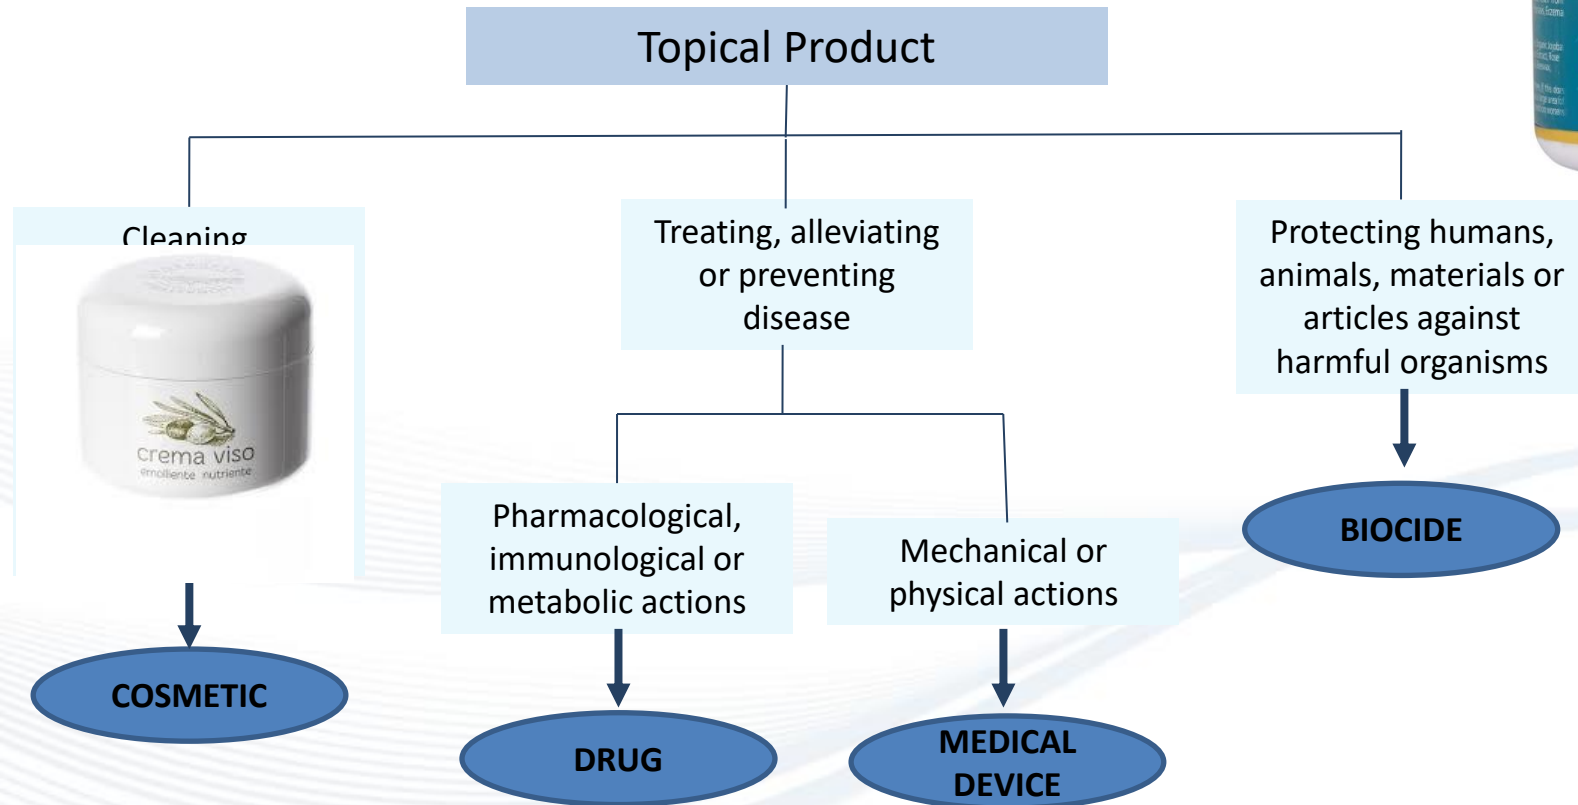 Topical Product
Cleaning
crema viso
emolliente nutriente
COSMETIC
Treating, alleviating
or preventing
disease
Pharmacological,
immunological or
metabolic actions
DRUG
Mechanical or
physical actions
MEDICAL
DEVICE
Protecting humans,
animals, materials or
articles against
harmful organisms
BIOCIDE